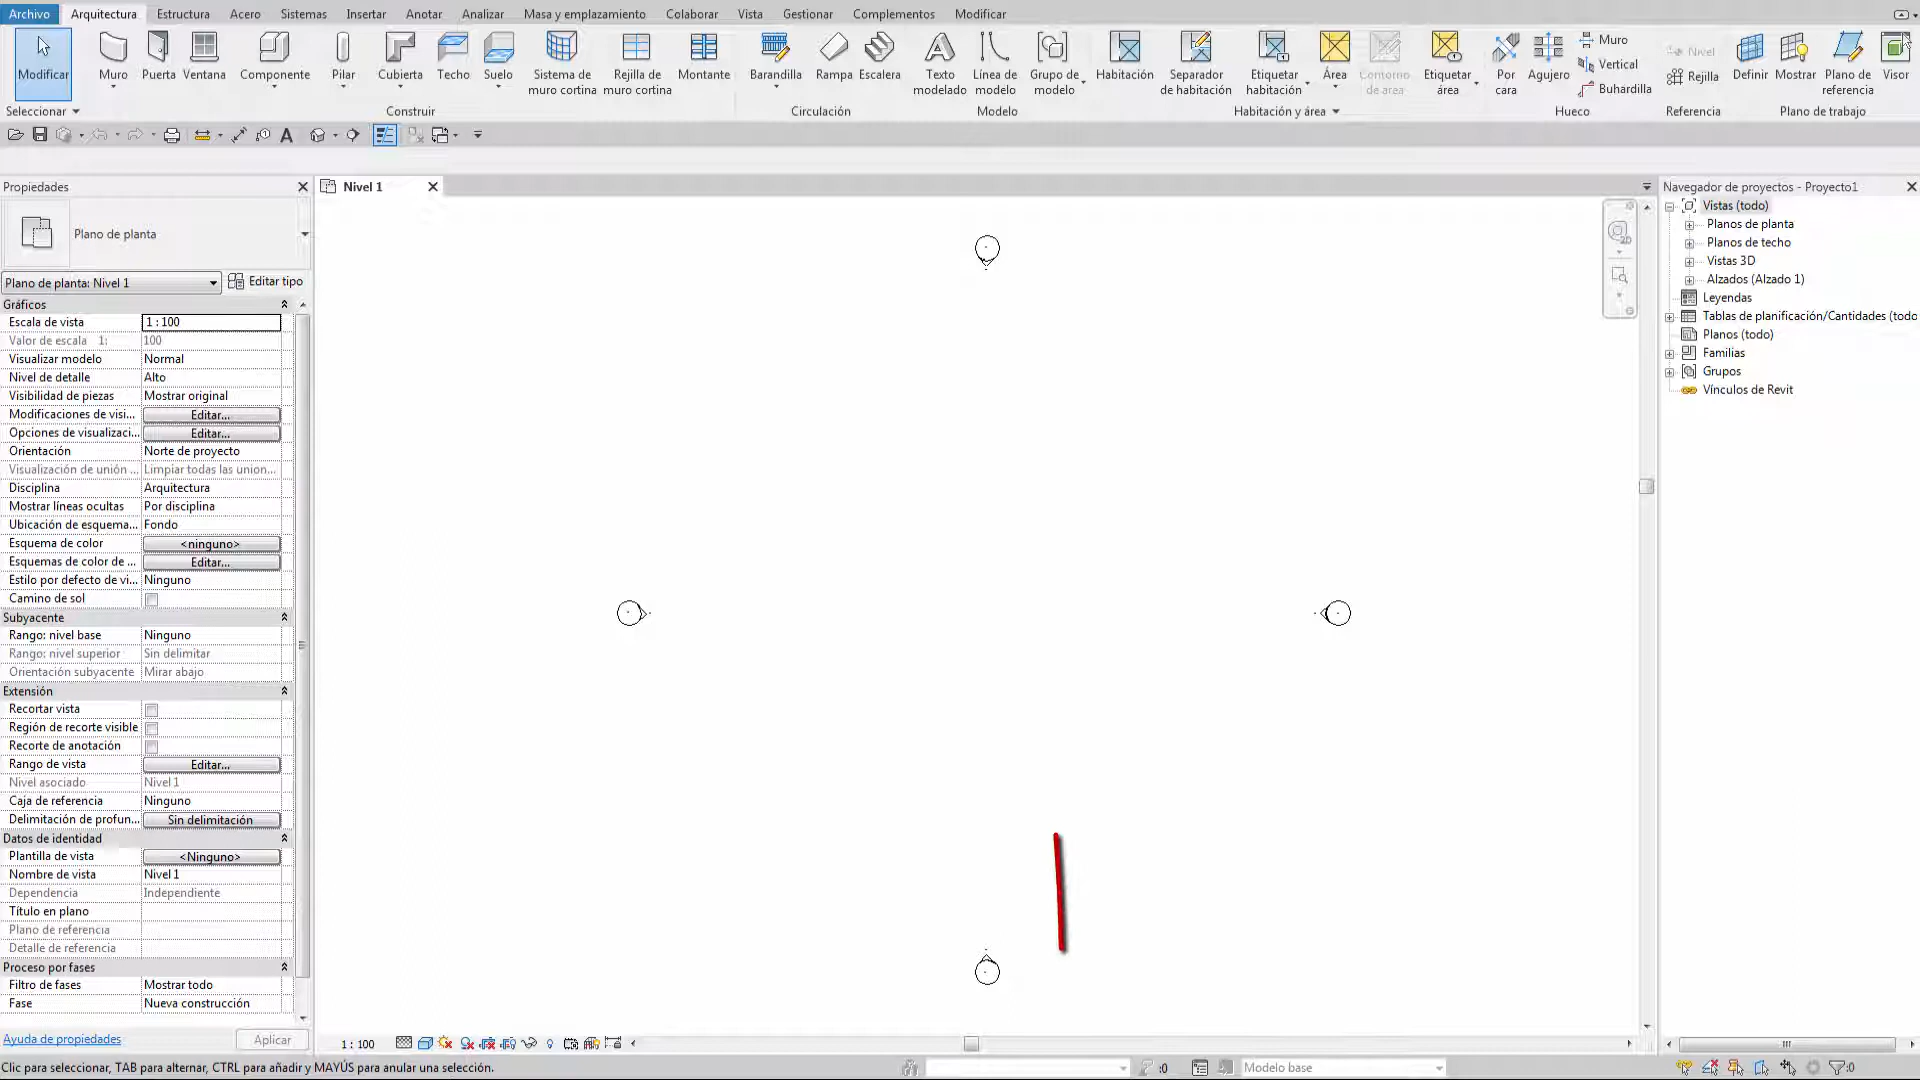 Archivo Arquitectura Estructura Acero Sistemas Insertar Anotar Analizar Masa y emplazamiento Colaborar Vista Gestionar Complementos Modificar
Modificar
Muro
Puerta
Ventana
Componente
Pilar
Cubierta
Techo
Suelo
Sistema de
muro cortina
Rejilla de
muro cortina
Montante
Barandilla
Rampa
Escalera
Texto
modelado
Línea de
modelo
Grupo de
modelo
Habitación
Separador
de habitación
Etiquetar
habitación
Área
Contorno
de área
Etiquetar
área
Por
cara
Agujero
Muro
Vertical
Buhardilla
Nivel
Rejilla
Definir
Mostrar
Plano de
referencia
Visor
Seleccionar
Construir
Circulación
Modelo
Habitación y área
Hueco
Referencia
Plano de trabajo
Propiedades
Plano de planta
Plano de planta: Nivel 1
Editar tipo
Gráficos
Escala de vista 1 : 100
Valor de escala 1: 100
Visualizar modelo Normal
Nivel de detalle Alto
Visibilidad de piezas Mostrar original
Modificaciones de visi... Editar...
Opciones de visualizaci... Editar...
Orientación Norte de proyecto
Visualización de unión ... Limpiar todas las union...
Disciplina Arquitectura
Mostrar líneas ocultas Por disciplina
Ubicación de esquema... Fondo
Esquema de color <ninguno>
Esquemas de color de ... Editar...
Estilo por defecto de vi... Ninguno
Camino de sol
Subyacente
Rango: nivel base Ninguno
Rango: nivel superior Sin delimitar
Orientación subyacente Mirar abajo
Extensión
Recortar vista
Región de recorte visible
Recorte de anotación
Rango de vista Editar...
Nivel asociado Nivel 1
Caja de referencia Ninguno
Delimitación de profun... Sin delimitación
Datos de identidad
Plantilla de vista <Ninguno>
Nombre de vista Nivel 1
Dependencia Independiente
Título en plano
Plano de referencia
Detalle de referencia
Proceso por fases
Filtro de fases Mostrar todo
Fase Nueva construcción
Ayuda de propiedades
Aplicar
Nivel 1
2D
1 : 100
Navegador de proyectos - Proyecto1
Vistas (todo)
Planos de planta
Planos de techo
Vistas 3D
Alzados (Alzado 1)
Leyendas
Tablas de planificación/Cantidades (todo
Planos (todo)
Familias
Grupos
Vínculos de Revit
Clic para seleccionar, TAB para alternar, CTRL para añadir y MAYÚS para anular una selección.
:0
Modelo base
:0